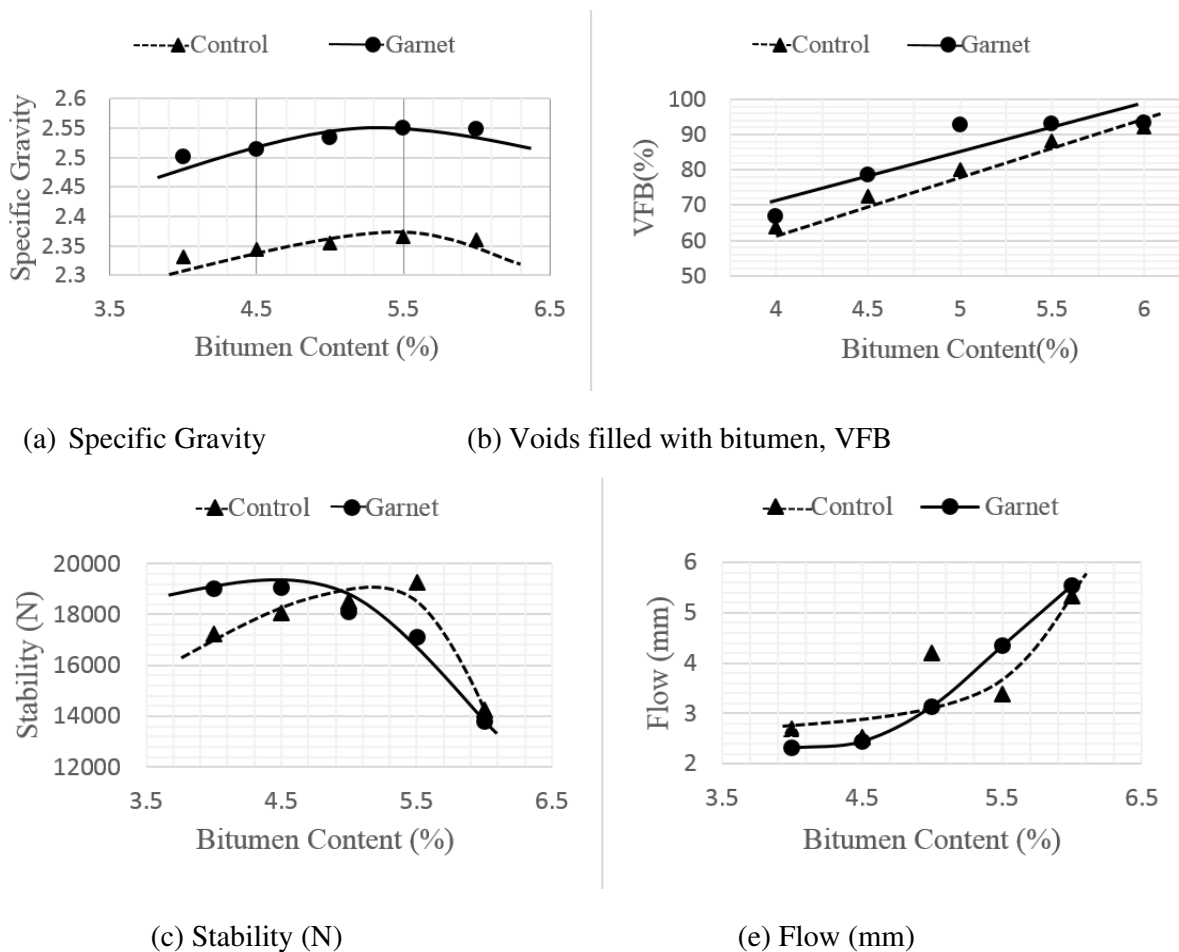 Control Garnet
Specific Gravity
2.6
2.55
2.5
2.45
2.4
2.35
2.3
3.5 4.5 5.5 6.5
Bitumen Content (%)
Control Garnet
VFB(%)
100
90
80
70
60
50
4 4.5 5 5.5 6
Bitumen Content(%)
(a) Specific Gravity (b) Voids filled with bitumen, VFB
Control Garnet
Stability (N)
20000
18000
16000
14000
12000
3.5 4.5 5.5 6.5
Bitumen Content (%)
Control Garnet
Flow (mm)
6
5
4
3
2
3.5 4.5 5.5 6.5
Bitumen Content (%)
(c) Stability (N) (e) Flow (mm)